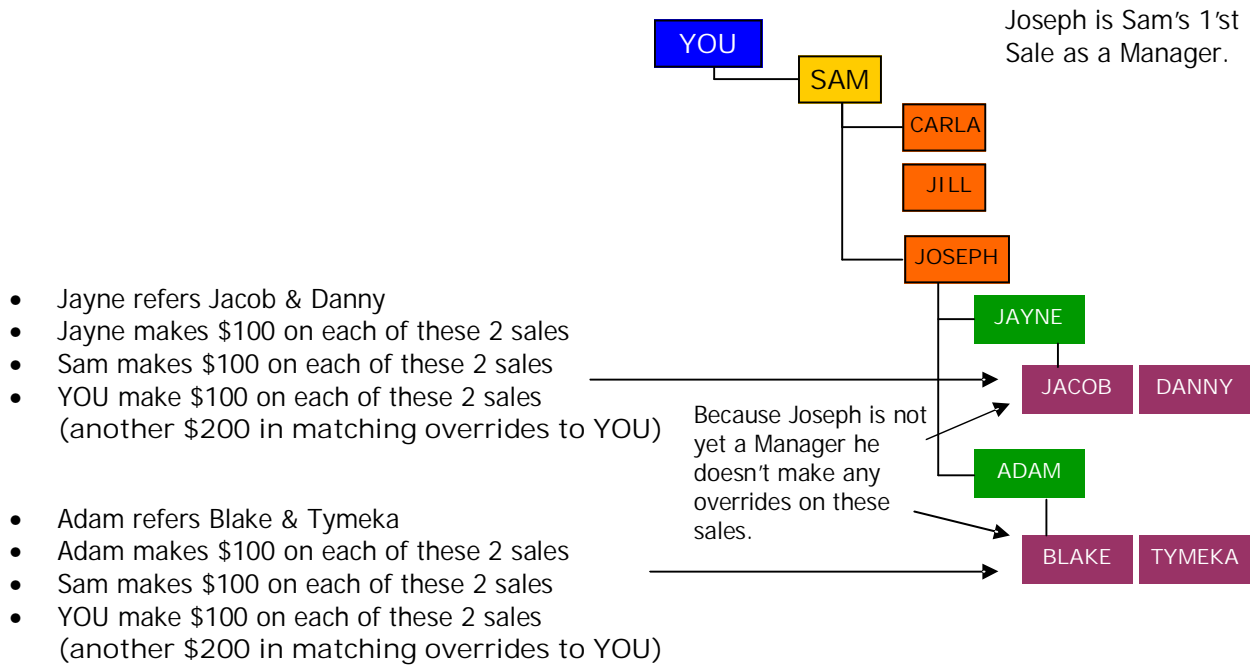 Joseph is Sam's 1'st
Sale as a Manager.
YOU
SAM
CARLA
JILL
JOSEPH
• Jayne refers Jacob & Danny
• Jayne makes $100 on each of these 2 sales
• Sam makes $100 on each of these 2 sales
• YOU make $100 on each of these 2 sales
(another $200 in matching overrides to YOU)
JAYNE
JACOB DANNY
Because Joseph is not
yet a Manager he
doesn't make any
overrides on these
sales.
ADAM
BLAKE TYMEKA
• Adam refers Blake & Tymeka
• Adam makes $100 on each of these 2 sales
• Sam makes $100 on each of these 2 sales
• YOU make $100 on each of these 2 sales
(another $200 in matching overrides to YOU)